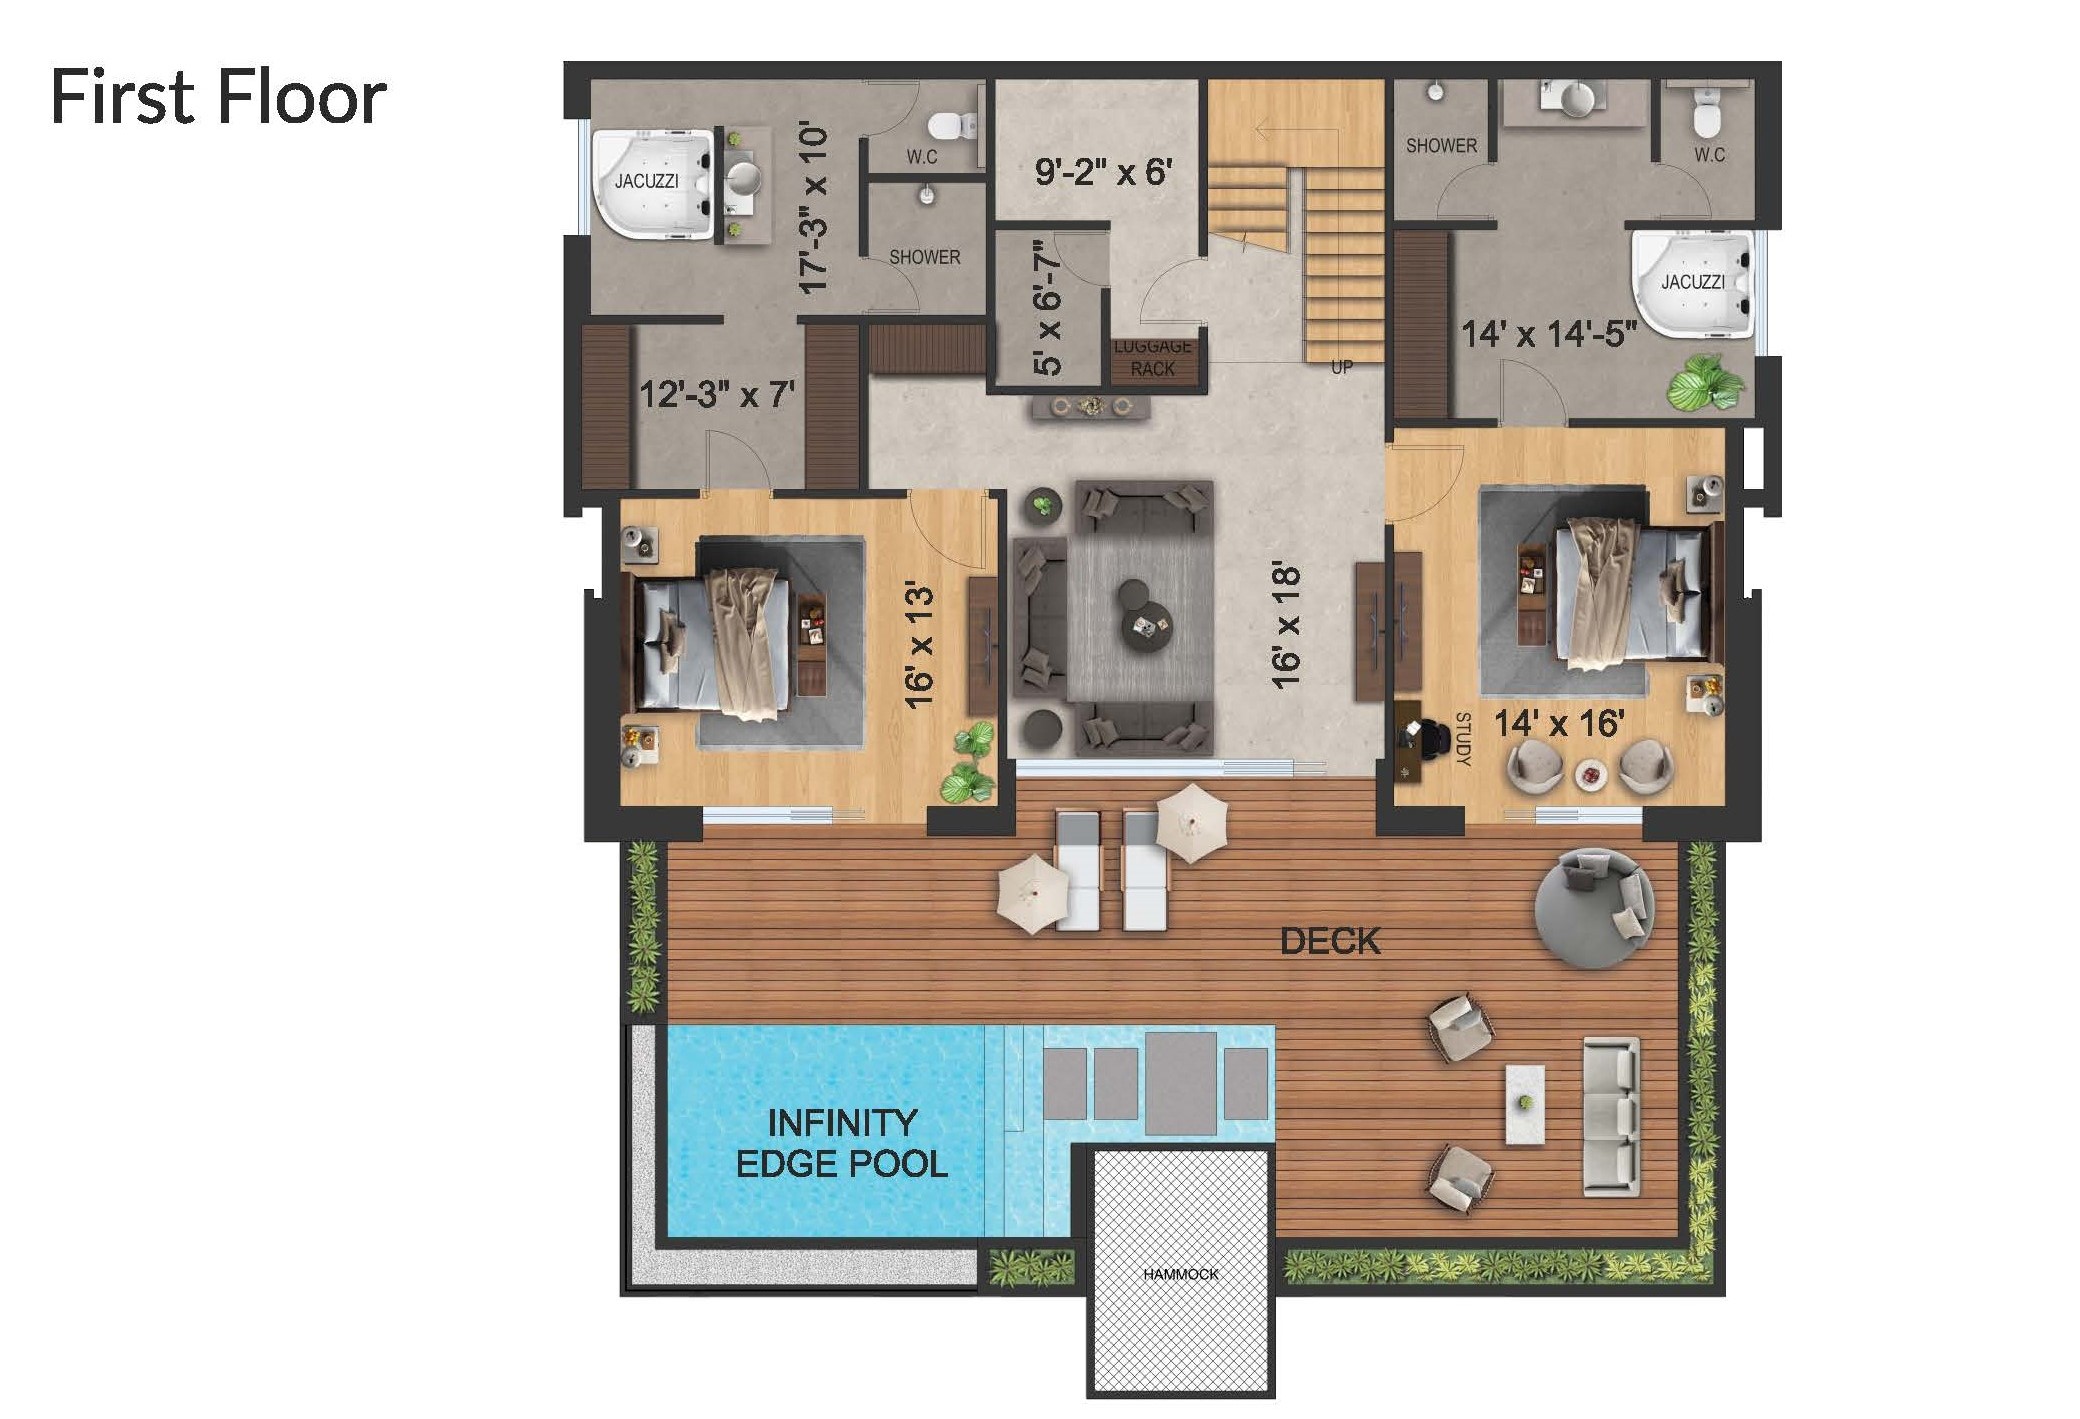 First Floor
JACUZZI
17'-3" x 10'
W.C
SHOWER
9'-2" x 6'
SHOWER
W.C
5' x 6'-7"
LUGGAGE
RACK
UP
JACUZZI
14' x 14'-5"
12'-3" x 7'
16' x 13'
16' x 18'
STUDY
14' x 16'
DECK
INFINITY
EDGE POOL
HAMMOCK